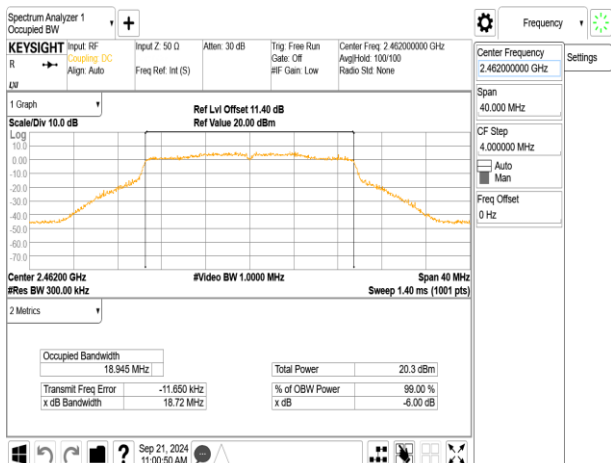 Spectrum Analyzer 1
Occupied BW
Frequency
KEYSIGHT
Input: RF
Coupling: DC
Align: Auto
Input Z: 50 Ω
Freq Ref: Int (S)
Atten: 30 dB
Trig: Free Run
Gate: Off
#IF Gain: Low
Center Freq: 2.462000000 GHz
Avg|Hold: 100/100
Radio Std: None
R
LXI
Center Frequency
2.462000000 GHz
Settings
Span
40.000 MHz
CF Step
4.000000 MHz
Auto
Man
Freq Offset
0 Hz
1 Graph
Scale/Div 10.0 dB
Ref Lvl Offset 11.40 dB
Ref Value 20.00 dBm
Log
10.0
0.00
-10.0
-20.0
-30.0
-40.0
-50.0
-60.0
-70.0
Center 2.46200 GHz
#Video BW 1.0000 MHz
Span 40 MHz
#Res BW 300.00 kHz
Sweep 1.40 ms (1001 pts)
2 Metrics
Occupied Bandwidth
18.945 MHz
Total Power 20.3 dBm
Transmit Freq Error -11.650 kHz
% of OBW Power 99.00 %
x dB Bandwidth 18.72 MHz
x dB -6.00 dB
?
Sep 21, 2024
11:00:50 AM